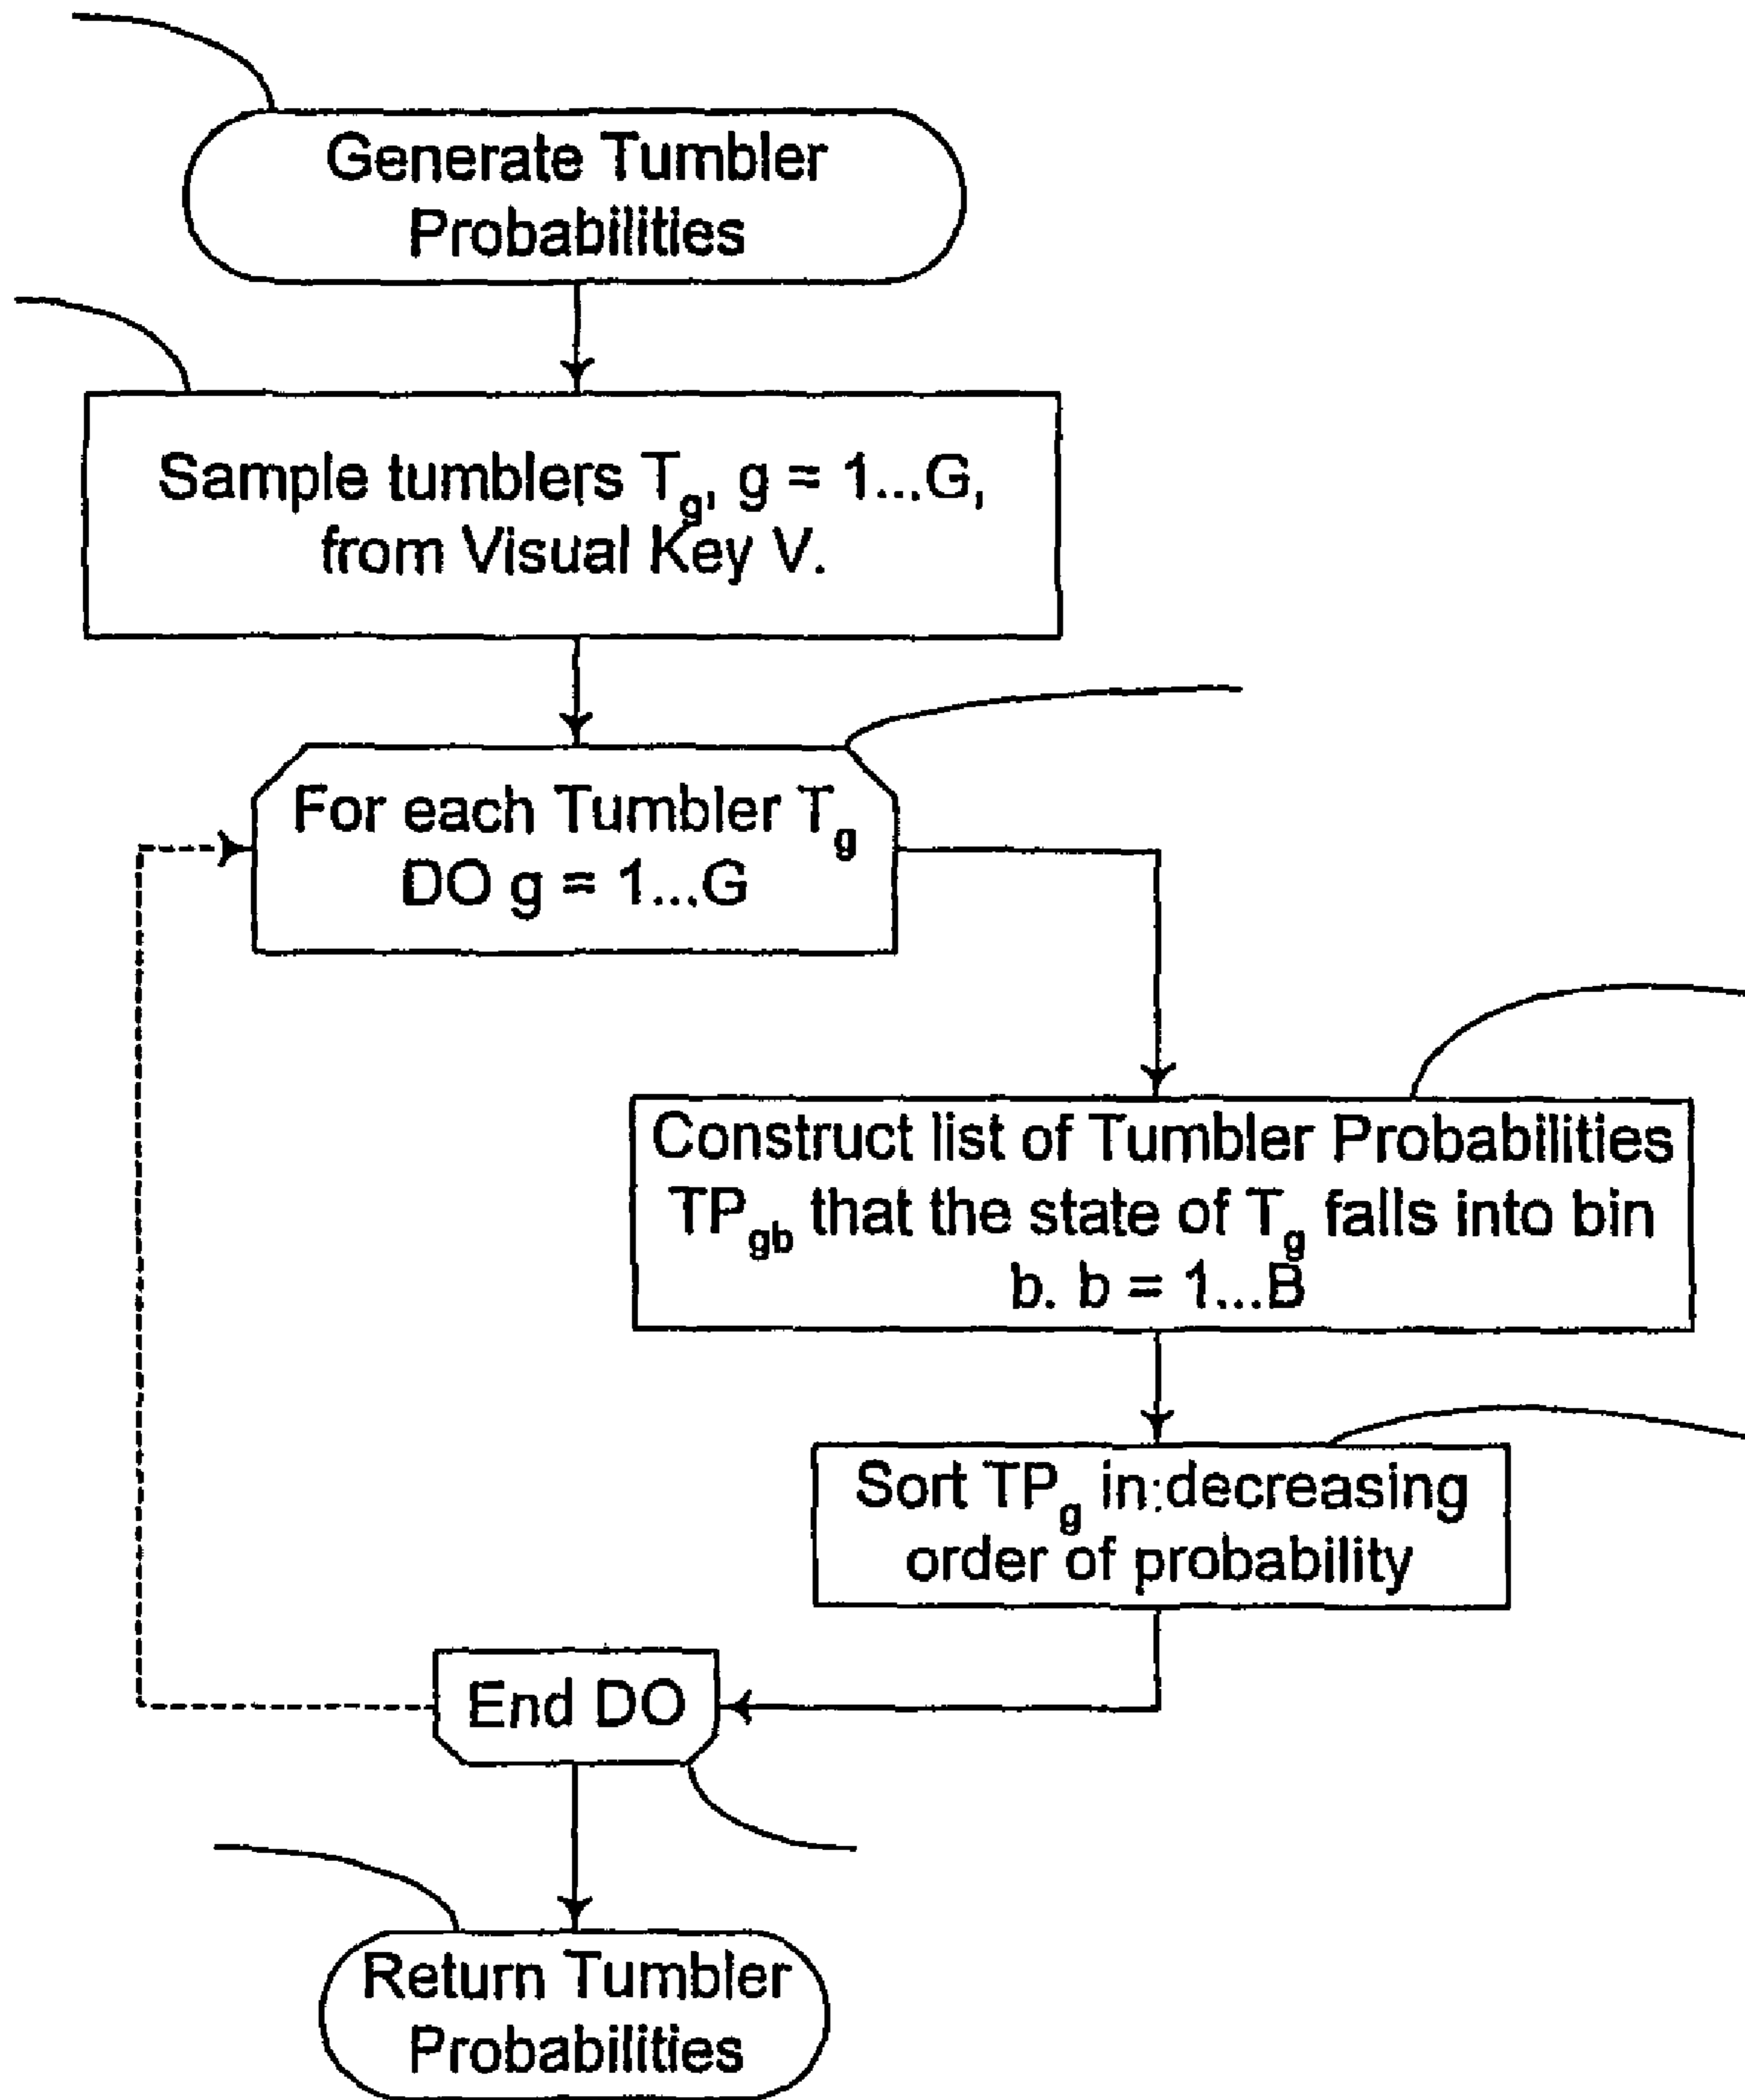 Generate Tumbler
Probabilities
Sample tumblers T_g, g = 1...G,
from Visual Key V.
For each Tumbler T_g
DO g = 1...G
Construct list of Tumbler Probabilities
TP_gb that the state of T_g falls into bin
b. b = 1...B
Sort TP_g in decreasing
order of probability
End DO
Return Tumbler
Probabilities